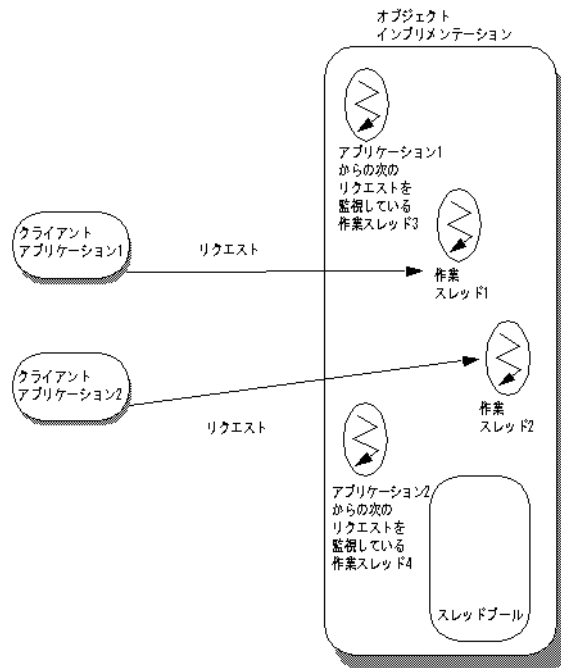 オブジェクト
インプリメンテーション
アプリケーション1
からの次の
リクエストを
監視している
作業スレッド3
クライアント
アプリケーション1
リクエスト
作業
スレッド1
クライアント
アプリケーション2
リクエスト
作業
スレッド2
アプリケーション2
からの次の
リクエストを
監視している
作業スレッド4
スレッドプール